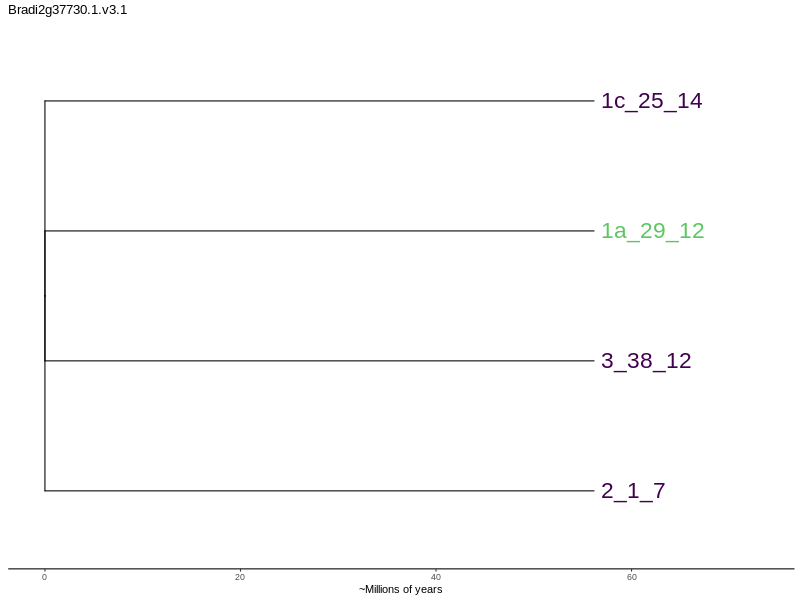 Bradi2g37730.1.v3.1
1c_25_14
1a_29_12
3_38_12
2_1_7
0 20 40 60
~Millions of years